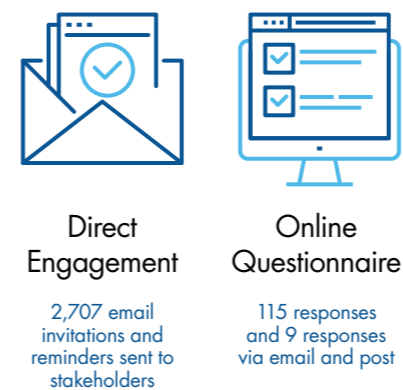 Direct
Engagement
2,707 email
invitations and
reminders sent to
stakeholders
Online
Questionnaire
115 responses
and 9 responses
via email and post